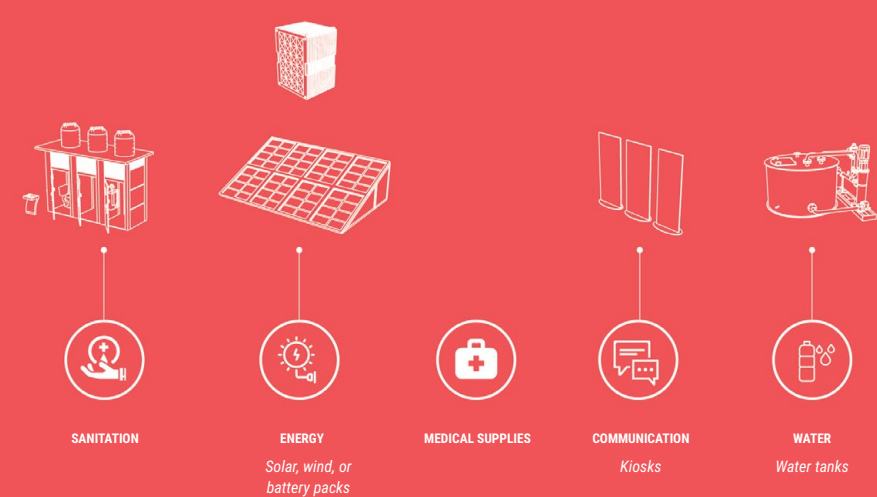 SANITATION
ENERGY
Solar, wind, or
battery packs
MEDICAL SUPPLIES
COMMUNICATION
Kiosks
WATER
Water tanks